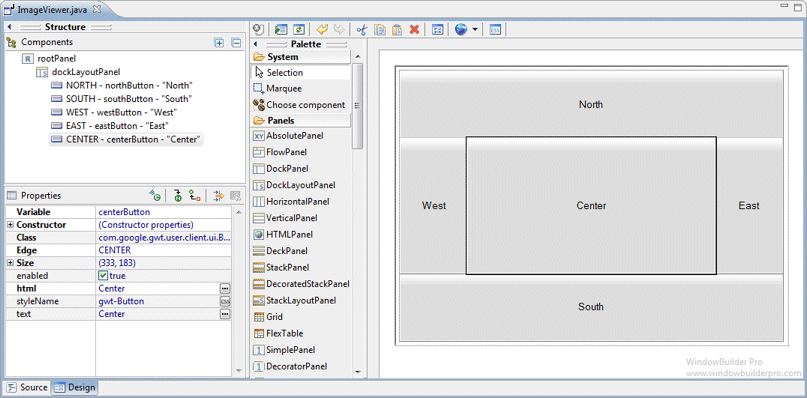 ImageViewer.java
Structure
Components
rootPanel
dockLayoutPanel
NORTH - northButton - "North"
SOUTH - southButton - "South"
WEST - westButton - "West"
EAST - eastButton - "East"
CENTER - centerButton - "Center"
Properties
Variable centerButton
Constructor (Constructor properties)
Class com.google.gwt.user.client.ui.B...
Edge CENTER
Size (333, 183)
enabled true
html Center
styleName gwt-Button
text Center
Palette
System
Selection
Marquee
Choose component
Panels
AbsolutePanel
FlowPanel
DockPanel
DockLayoutPanel
HorizontalPanel
VerticalPanel
HTMLPanel
DeckPanel
StackPanel
DecoratedStackPanel
StackLayoutPanel
Grid
FlexTable
SimplePanel
DecoratorPanel
North
West
Center
East
South
WindowBuilder Pro
www.windowbuilderpro.com
Source
Design